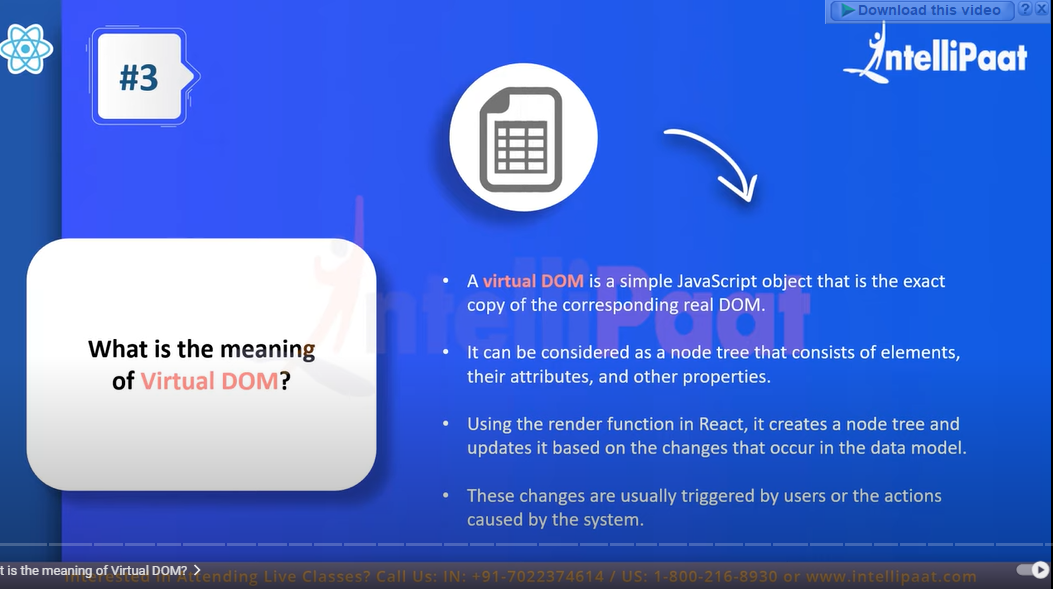 Download this video
?
X
#3
IntelliPaat
What is the meaning
of Virtual DOM?
IntelliPaat
• A virtual DOM is a simple JavaScript object that is the exact
copy of the corresponding real DOM.
• It can be considered as a node tree that consists of elements,
their attributes, and other properties.
• Using the render function in React, it creates a node tree and
updates it based on the changes that occur in the data model.
• These changes are usually triggered by users or the actions
caused by the system.
t is the meaning of Virtual DOM?
Interested in Attending Live Classes? Call Us: IN: +91-7022374614 / US: 1-800-216-8930 or www.intellipaat.com